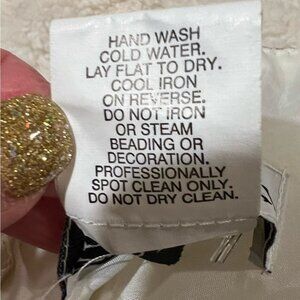 HAND WASH
COLD WATER.
LAY FLAT TO DRY.
COOL IRON
ON REVERSE.
DO NOT IRON
OR STEAM
BEADING OR
DECORATION.
PROFESSIONALLY
SPOT CLEAN ONLY.
DO NOT DRY CLEAN.